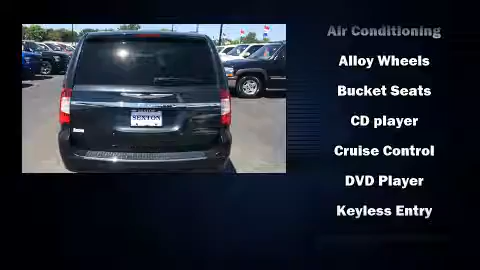 Air Conditioning
Alloy Wheels
Bucket Seats
CD player
Cruise Control
DVD Player
Keyless Entry
SEXTON